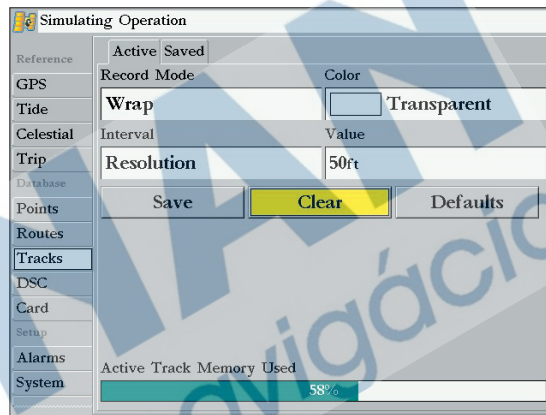 Simulating Operation
Reference
GPS
Tide
Celestial
Trip
Database
Points
Routes
Tracks
DSC
Card
Setup
Alarms
System
Active Saved
Record Mode Color
Wrap Transparent
Interval Value
Resolution 50ft
Save Clear Defaults
Active Track Memory Used
58%